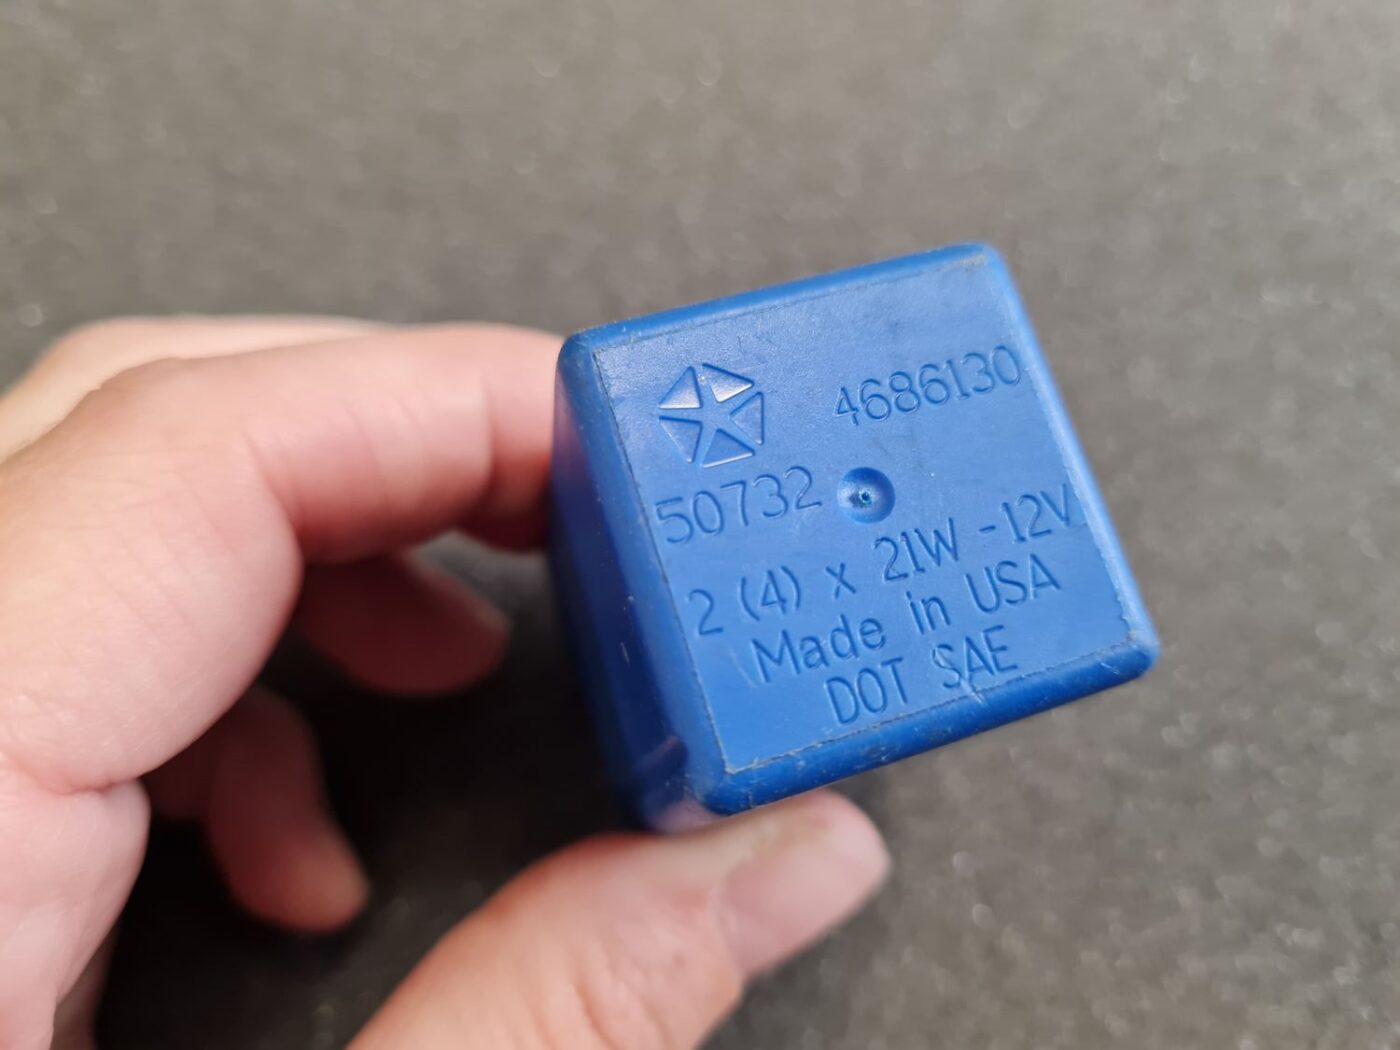 4686130
50732
2 (4) x 21W - 12V
Made in USA
DOT SAE